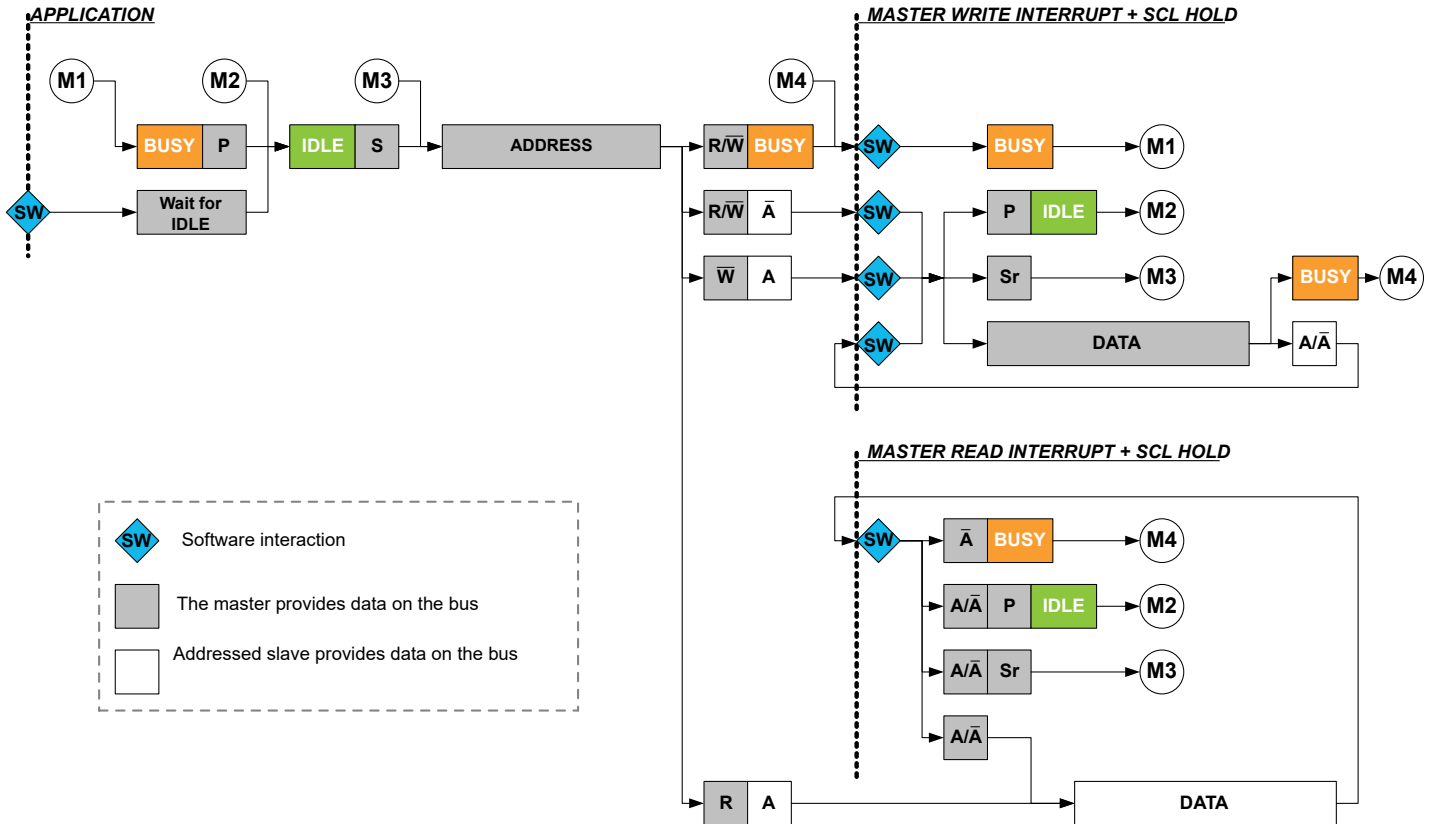 APPLICATION
MASTER WRITE INTERRUPT + SCL HOLD
M1
M2
M3
M4
BUSY P
IDLE S
ADDRESS
R/W̅ BUSY
SW
BUSY
M1
SW
Wait for
IDLE
R/W̅ A̅
SW
P IDLE
M2
W̅ A
SW
Sr
M3
BUSY
M4
SW
DATA
A/A̅
MASTER READ INTERRUPT + SCL HOLD
SW
Software interaction
The master provides data on the bus
Addressed slave provides data on the bus
SW
A̅ BUSY
M4
A/A̅ P IDLE
M2
A/A̅ Sr
M3
A/A̅
R A
DATA